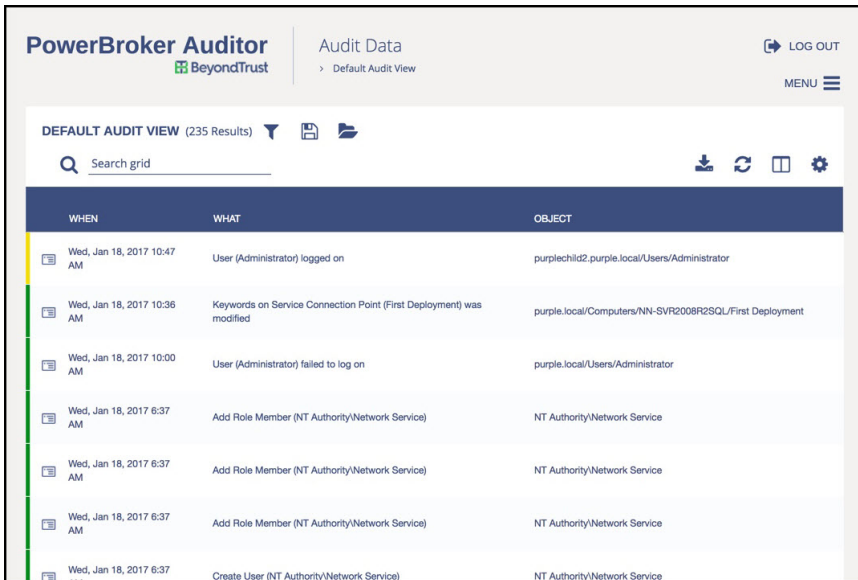 PowerBroker Auditor
BeyondTrust
Audit Data
> Default Audit View
LOG OUT
MENU
DEFAULT AUDIT VIEW (235 Results)
Search grid
WHEN WHAT OBJECT
Wed, Jan 18, 2017 10:47
AM
User (Administrator) logged on
purplechild2.purple.local/Users/Administrator
Wed, Jan 18, 2017 10:36
AM
Keywords on Service Connection Point (First Deployment) was
modified
purple.local/Computers/NN-SVR2008R2SQL/First Deployment
Wed, Jan 18, 2017 10:00
AM
User (Administrator) failed to log on
purple.local/Users/Administrator
Wed, Jan 18, 2017 6:37
AM
Add Role Member (NT Authority\Network Service)
NT Authority\Network Service
Wed, Jan 18, 2017 6:37
AM
Add Role Member (NT Authority\Network Service)
NT Authority\Network Service
Wed, Jan 18, 2017 6:37
AM
Add Role Member (NT Authority\Network Service)
NT Authority\Network Service
Wed, Jan 18, 2017 6:37
Create User (NT Authority\Network Service)
NT Authority\Network Service